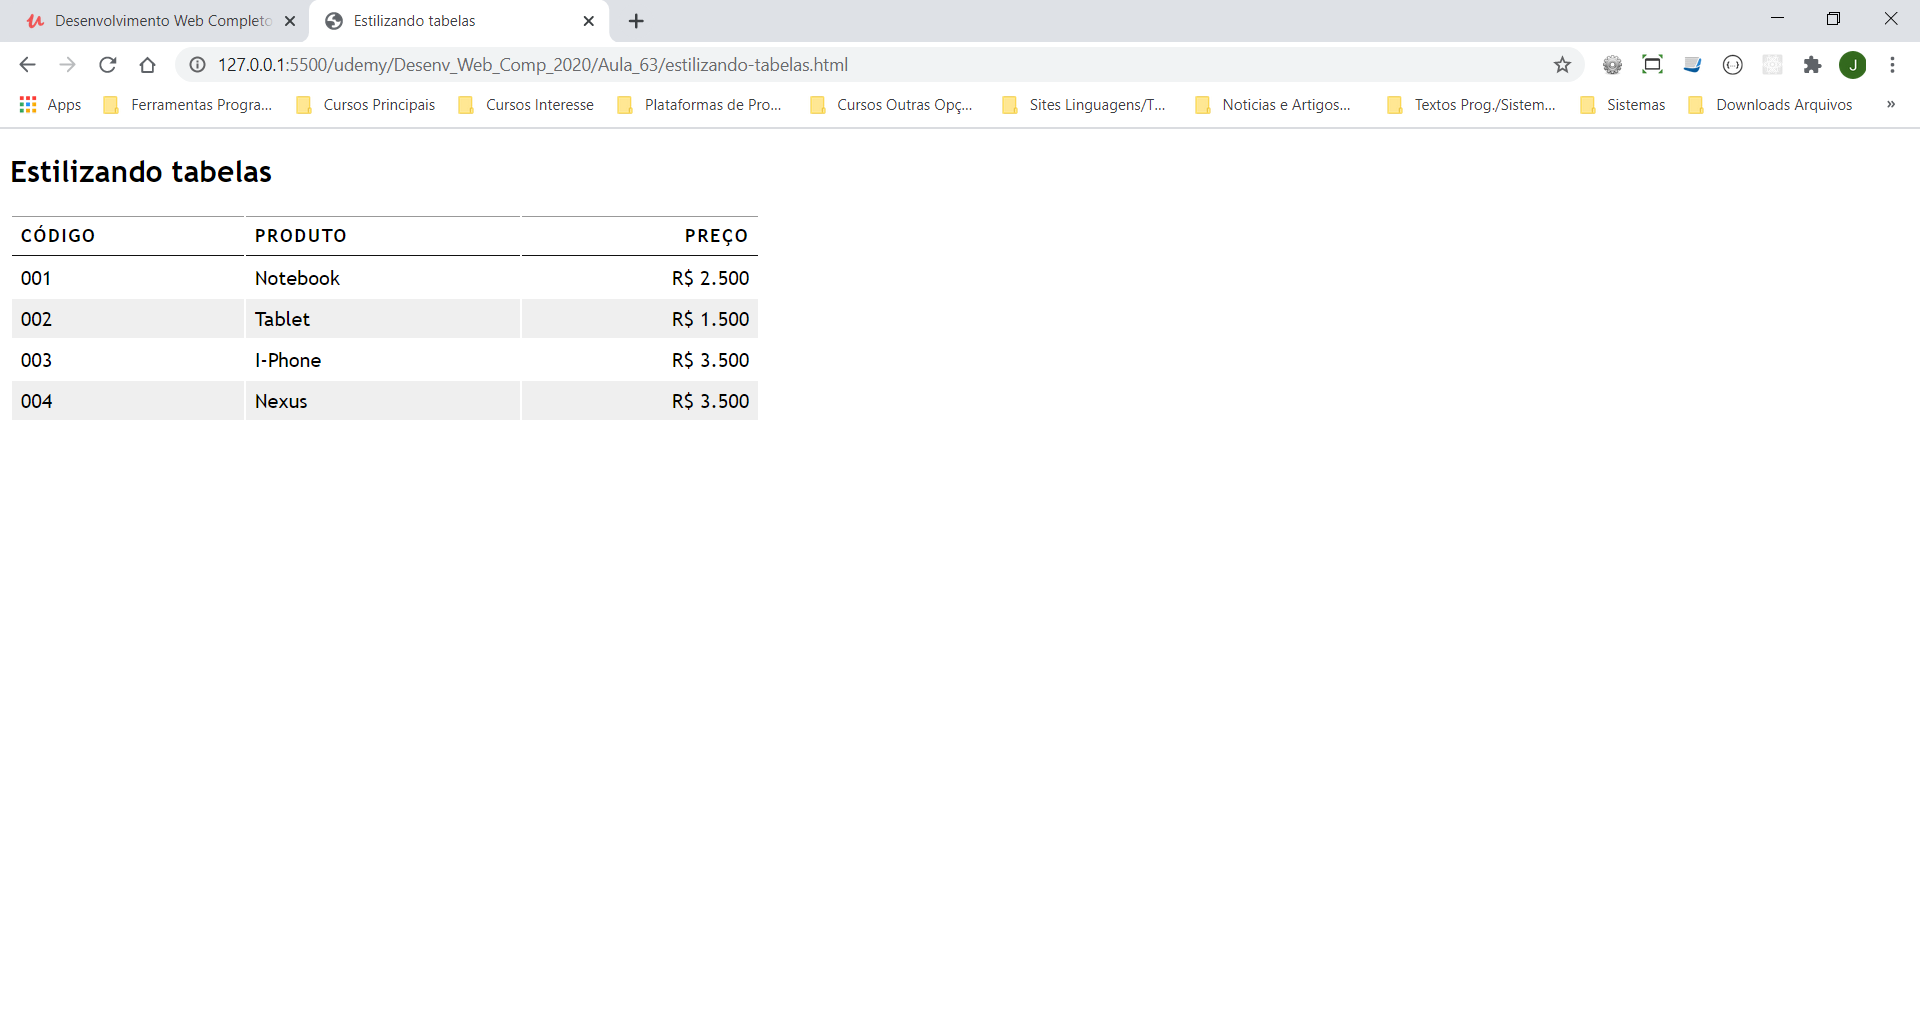 Desenvolvimento Web Completo
Estilizando tabelas
127.0.0.1:5500/udemy/Desenv_Web_Comp_2020/Aula_63/estilizando-tabelas.html
J
Apps Ferramentas Progra... Cursos Principais Cursos Interesse Plataformas de Pro... Cursos Outras Opç... Sites Linguagens/T... Noticias e Artigos... Textos Prog./Sistem... Sistemas Downloads Arquivos »
Estilizando tabelas
CÓDIGO PRODUTO PREÇO
001 Notebook R$ 2.500
002 Tablet R$ 1.500
003 I-Phone R$ 3.500
004 Nexus R$ 3.500